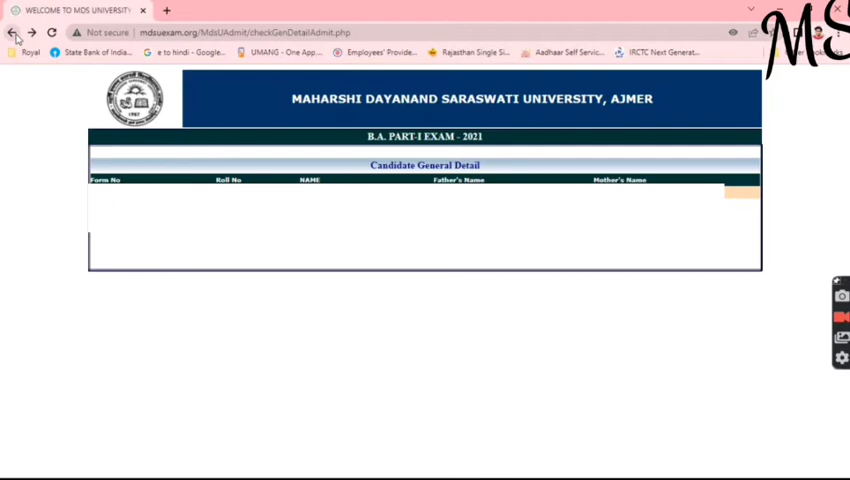 WELCOME TO MDS UNIVERSITY
Not secure mdsuexam.org/MdsUAdmit/checkGenDetailAdmit.php
Royal State Bank of India... e to hindi - Google... UMANG - One App... Employees' Provide... Rajasthan Single Si... Aadhaar Self Servic... IRCTC Next Generat...
MS
MAHARSHI DAYANAND SARASWATI UNIVERSITY, AJMER
1987
B.A. PART-I EXAM - 2021
Candidate General Detail
Form No Roll No NAME Father's Name Mother's Name